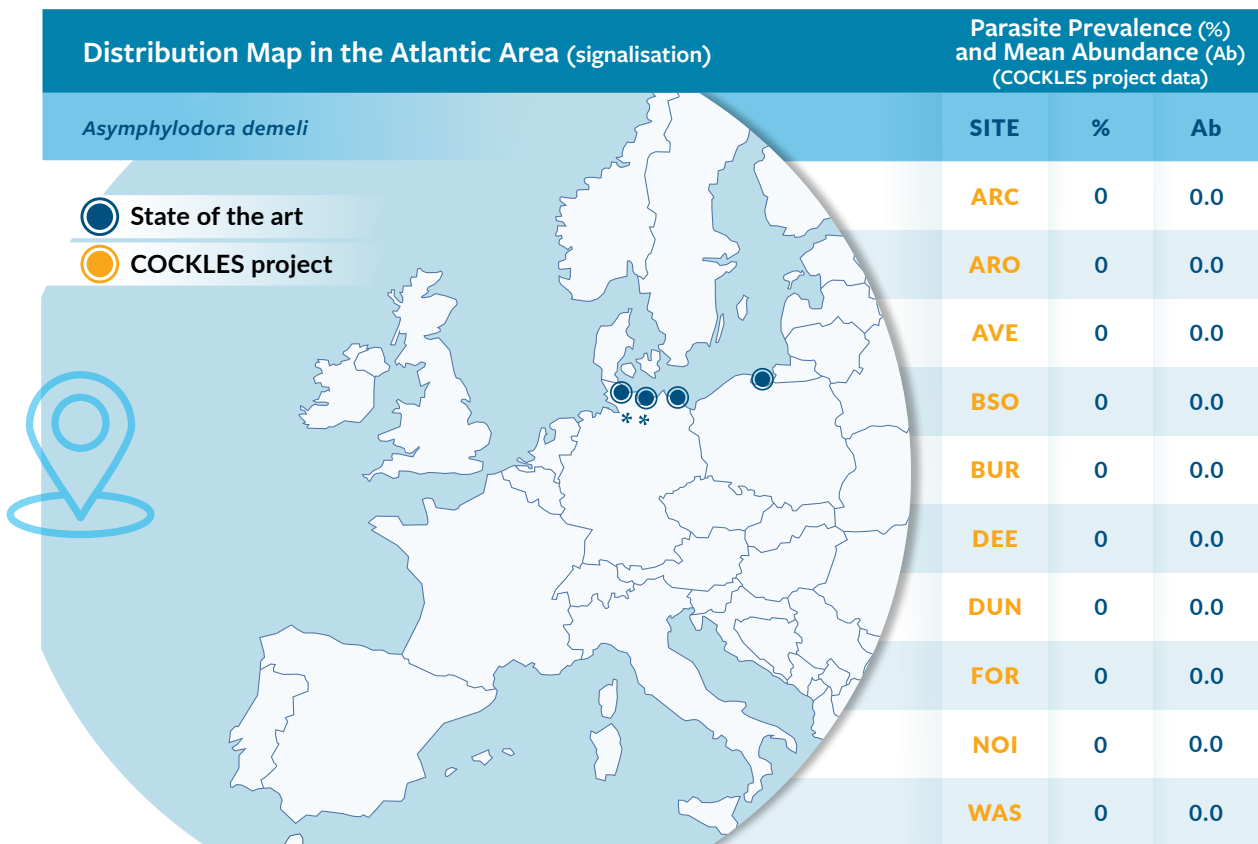 Distribution Map in the Atlantic Area (signalisation)
Parasite Prevalence (%)
and Mean Abundance (Ab)
(COCKLES project data)
Asymphylodora demeli
SITE % Ab
State of the art
COCKLES project
* *
ARC 0 0.0
ARO 0 0.0
AVE 0 0.0
BSO 0 0.0
BUR 0 0.0
DEE 0 0.0
DUN 0 0.0
FOR 0 0.0
NOI 0 0.0
WAS 0 0.0